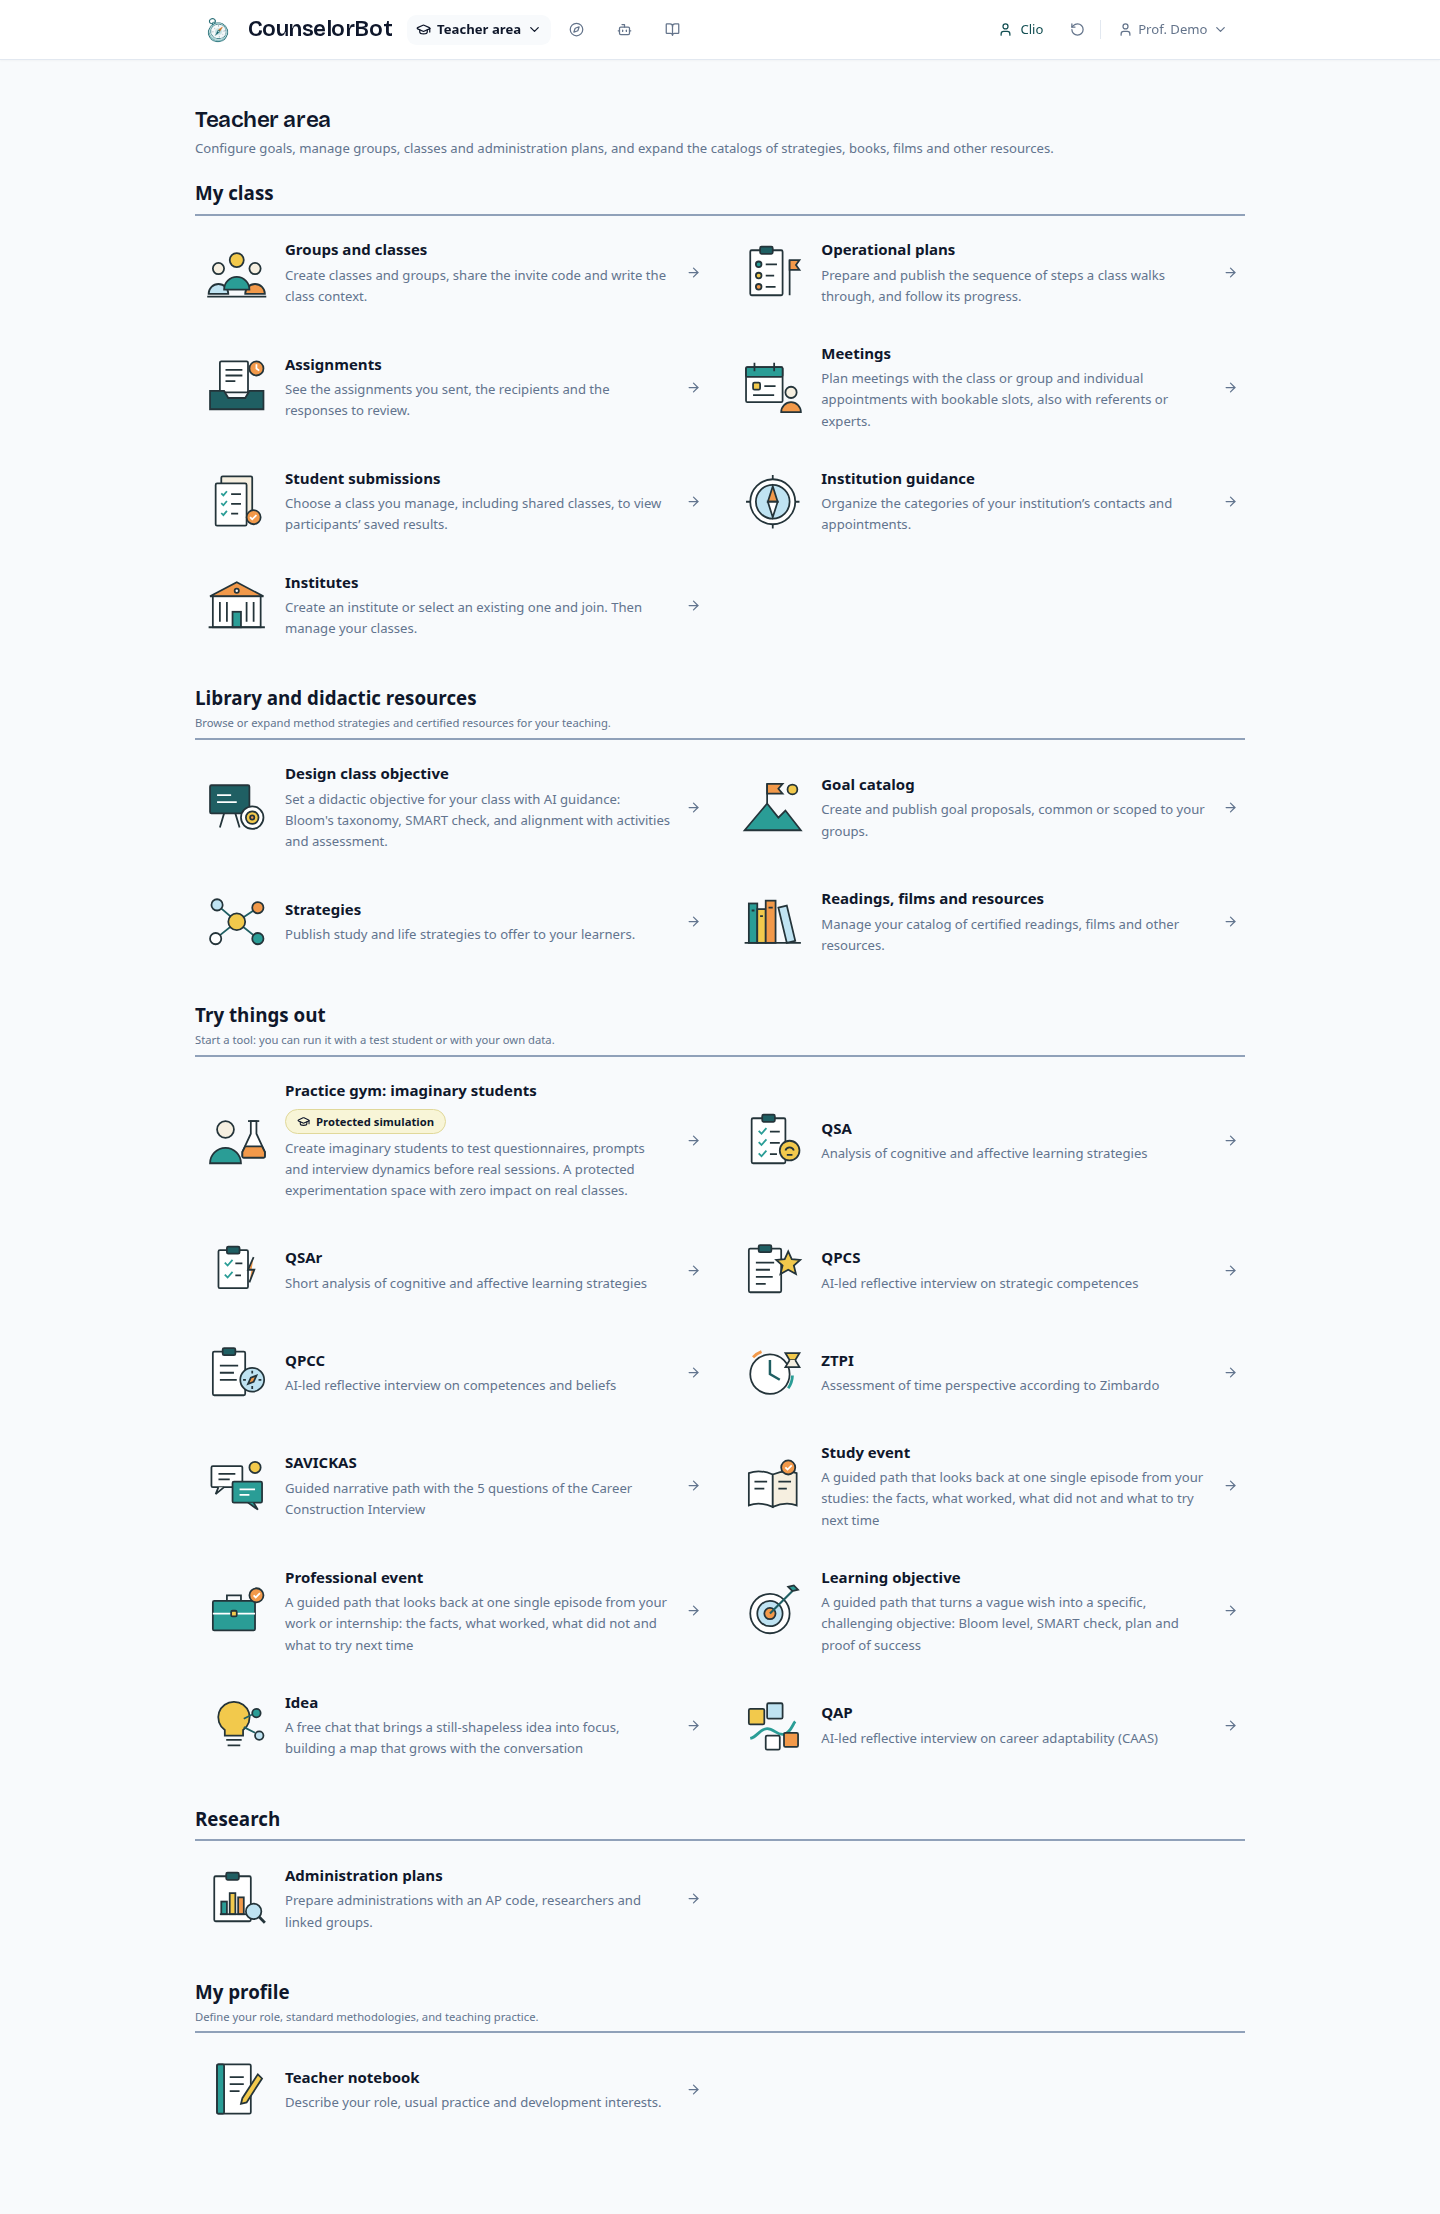 CounselorBot
Teacher area
Clio
Prof. Demo
Teacher area
Configure goals, manage groups, classes and administration plans, and expand the catalogs of strategies, books, films and other resources.
My class
Groups and classes
Create classes and groups, share the invite code and write the
class context.
Operational plans
Prepare and publish the sequence of steps a class walks
through, and follow its progress.
Assignments
See the assignments you sent, the recipients and the
responses to review.
Meetings
Plan meetings with the class or group and individual
appointments with bookable slots, also with referents or
experts.
Student submissions
Choose a class you manage, including shared classes, to view
participants’ saved results.
Institution guidance
Organize the categories of your institution’s contacts and
appointments.
Institutes
Create an institute or select an existing one and join. Then
manage your classes.
Library and didactic resources
Browse or expand method strategies and certified resources for your teaching.
Design class objective
Set a didactic objective for your class with AI guidance:
Bloom's taxonomy, SMART check, and alignment with activities
and assessment.
Goal catalog
Create and publish goal proposals, common or scoped to your
groups.
Strategies
Publish study and life strategies to offer to your learners.
Readings, films and resources
Manage your catalog of certified readings, films and other
resources.
Try things out
Start a tool: you can run it with a test student or with your own data.
Practice gym: imaginary students
Protected simulation
Create imaginary students to test questionnaires, prompts
and interview dynamics before real sessions. A protected
experimentation space with zero impact on real classes.
QSA
Analysis of cognitive and affective learning strategies
QSAr
Short analysis of cognitive and affective learning strategies
QPCS
AI-led reflective interview on strategic competences
QPCC
AI-led reflective interview on competences and beliefs
ZTPI
Assessment of time perspective according to Zimbardo
SAVICKAS
Guided narrative path with the 5 questions of the Career
Construction Interview
Study event
A guided path that looks back at one single episode from your
studies: the facts, what worked, what did not and what to try
next time
Professional event
A guided path that looks back at one single episode from your
work or internship: the facts, what worked, what did not and
what to try next time
Learning objective
A guided path that turns a vague wish into a specific,
challenging objective: Bloom level, SMART check, plan and
proof of success
Idea
A free chat that brings a still-shapeless idea into focus,
building a map that grows with the conversation
QAP
AI-led reflective interview on career adaptability (CAAS)
Research
Administration plans
Prepare administrations with an AP code, researchers and
linked groups.
My profile
Define your role, standard methodologies, and teaching practice.
Teacher notebook
Describe your role, usual practice and development interests.